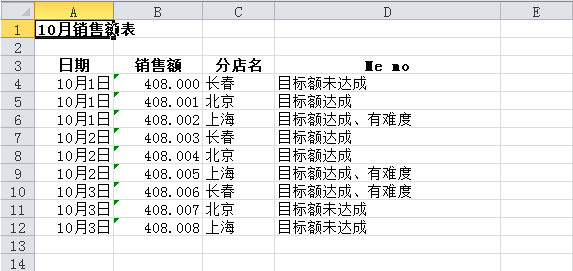 A B C D E
1 10月销售额表
2
3 日期 销售额 分店名 Me mo
4 10月1日 408.000 长春 目标额未达成
5 10月1日 408.001 北京 目标额达成
6 10月1日 408.002 上海 目标额达成、有难度
7 10月2日 408.003 长春 目标额达成
8 10月2日 408.004 北京 目标额达成
9 10月2日 408.005 上海 目标额达成、有难度
10 10月3日 408.006 长春 目标额达成、有难度
11 10月3日 408.007 北京 目标额未达成
12 10月3日 408.008 上海 目标额未达成
13
14